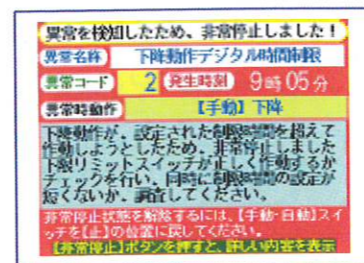 異常を検知したため、非常停止しました！
異常名称 下降動作デジタル時間制限
異常コード 2 発生時刻 9時05分
異常時動作 【手動】下降
下降動作が、設定された制限時間を超えて
作動しようとしたため、非常停止しました
下限リミットスイッチが正しく作動するか
チェックを行い、同時に制限時間の設定が
短くないか、調査してください。
非常停止状態を解除するには、【手動・自動】スイ
ッチを【止】の位置に戻してください。
【非常停止】ボタンを押すと、詳しい内容を表示